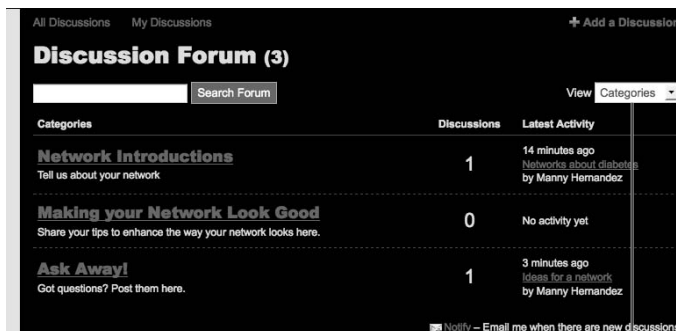 All Discussions My Discussions + Add a Discussion
Discussion Forum (3)
Search Forum View Categories
Categories Discussions Latest Activity
Network Introductions
Tell us about your network
1
14 minutes ago
Networks about diabetes
by Manny Hernandez
Making your Network Look Good
Share your tips to enhance the way your network looks here.
0
No activity yet
Ask Away!
Got questions? Post them here.
1
3 minutes ago
Ideas for a network
by Manny Hernandez
Notify – Email me when there are new discussions